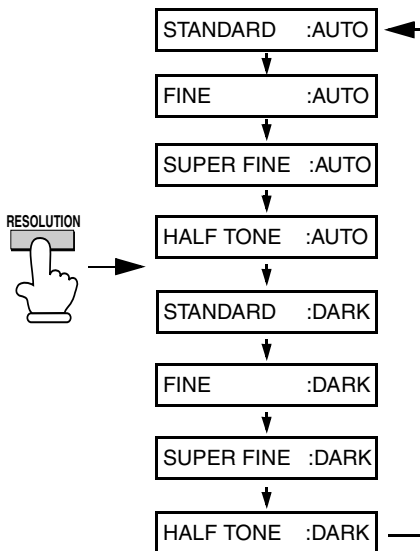 STANDARD :AUTO
FINE :AUTO
SUPER FINE :AUTO
RESOLUTION
HALF TONE :AUTO
STANDARD :DARK
FINE :DARK
SUPER FINE :DARK
HALF TONE :DARK